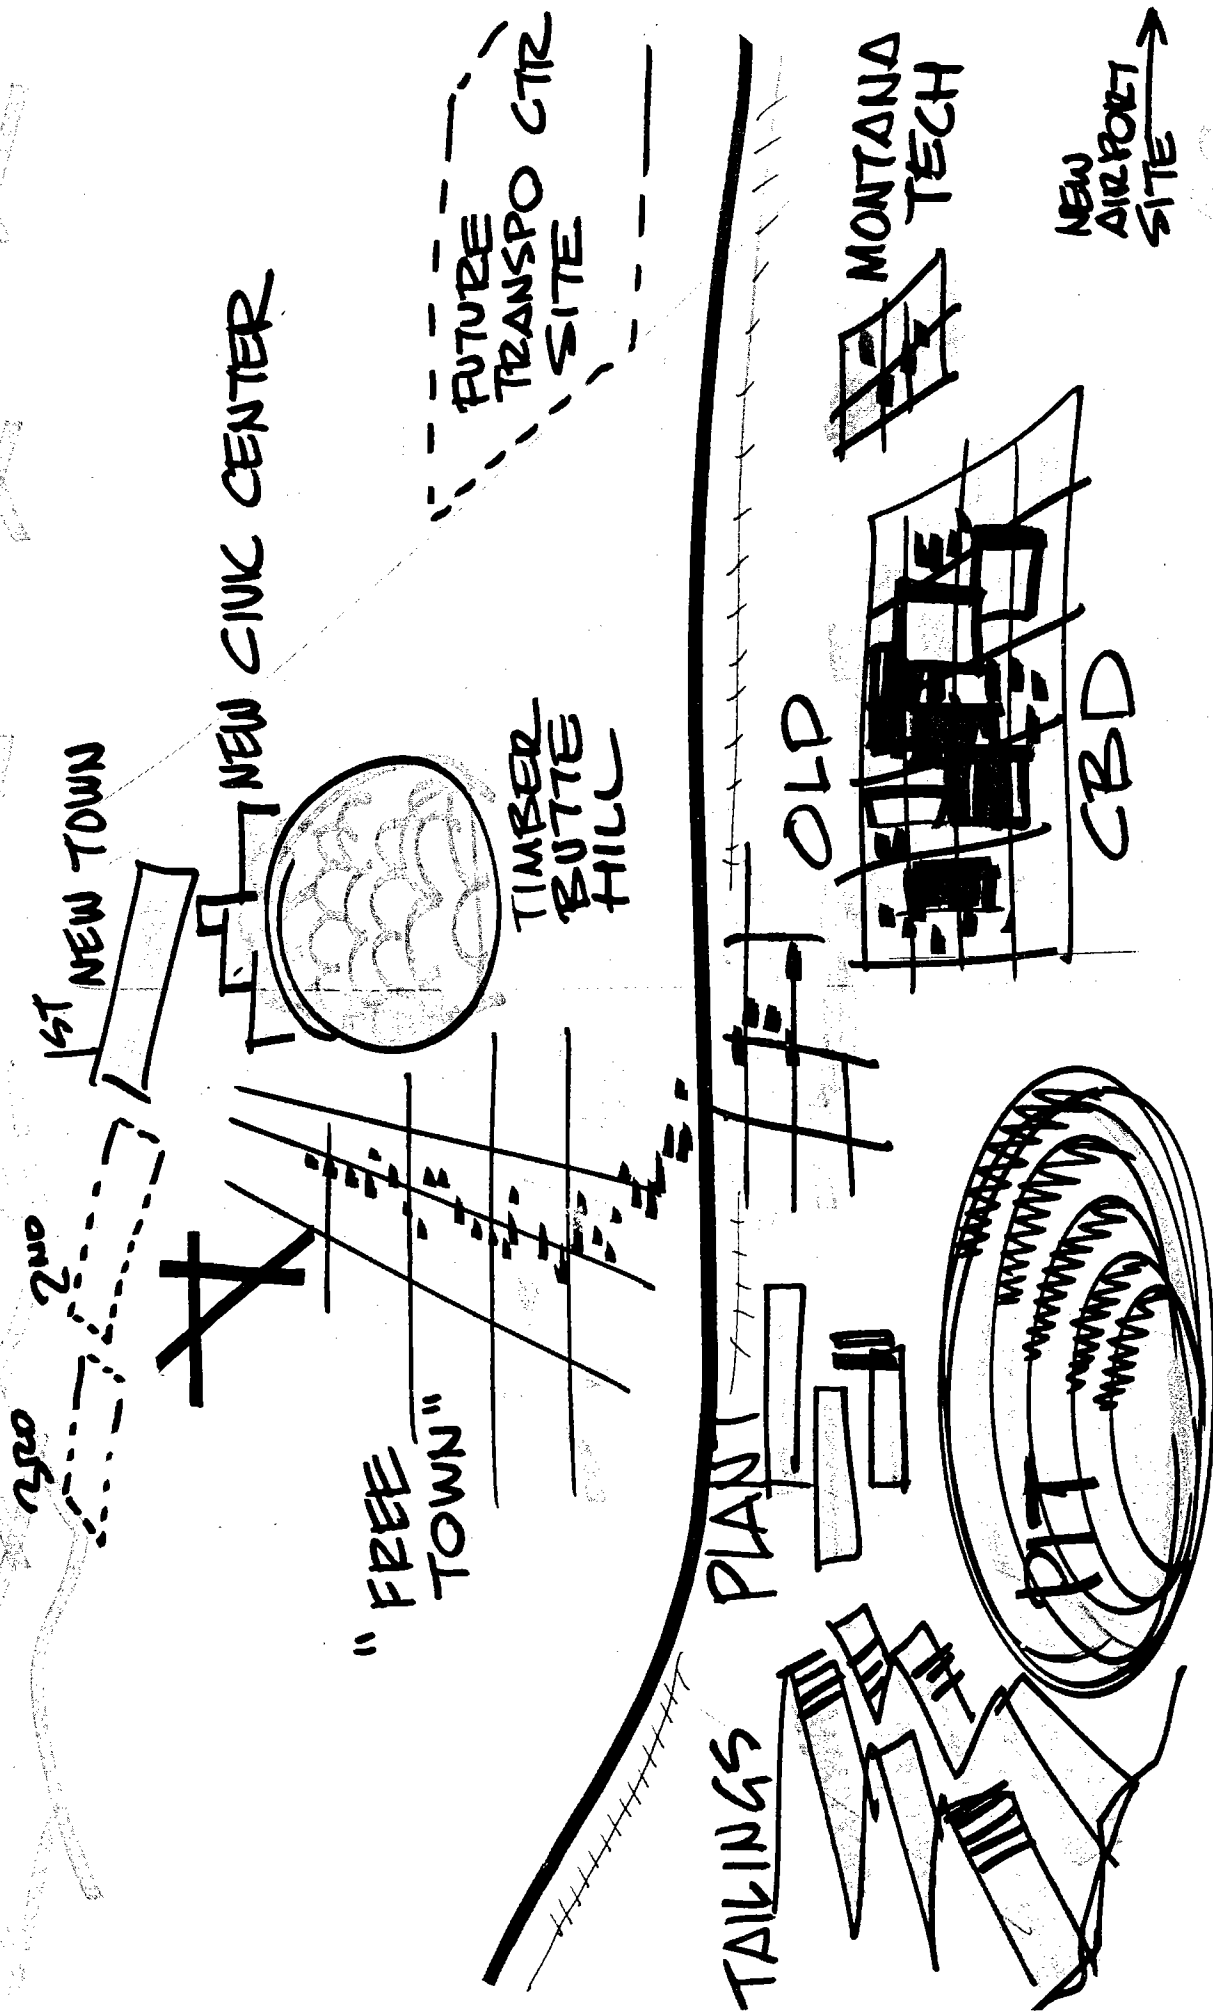 3RD
2ND
1ST
NEW TOWN
NEW CIVIC CENTER
"FREE
TOWN"
TIMBER
BUTTE
HILL
FUTURE
TRANSPO CTR
SITE
TAILINGS
PLANT
OLD
CBD
MONTANA
TECH
PIT
NEW
AIRPORT
SITE